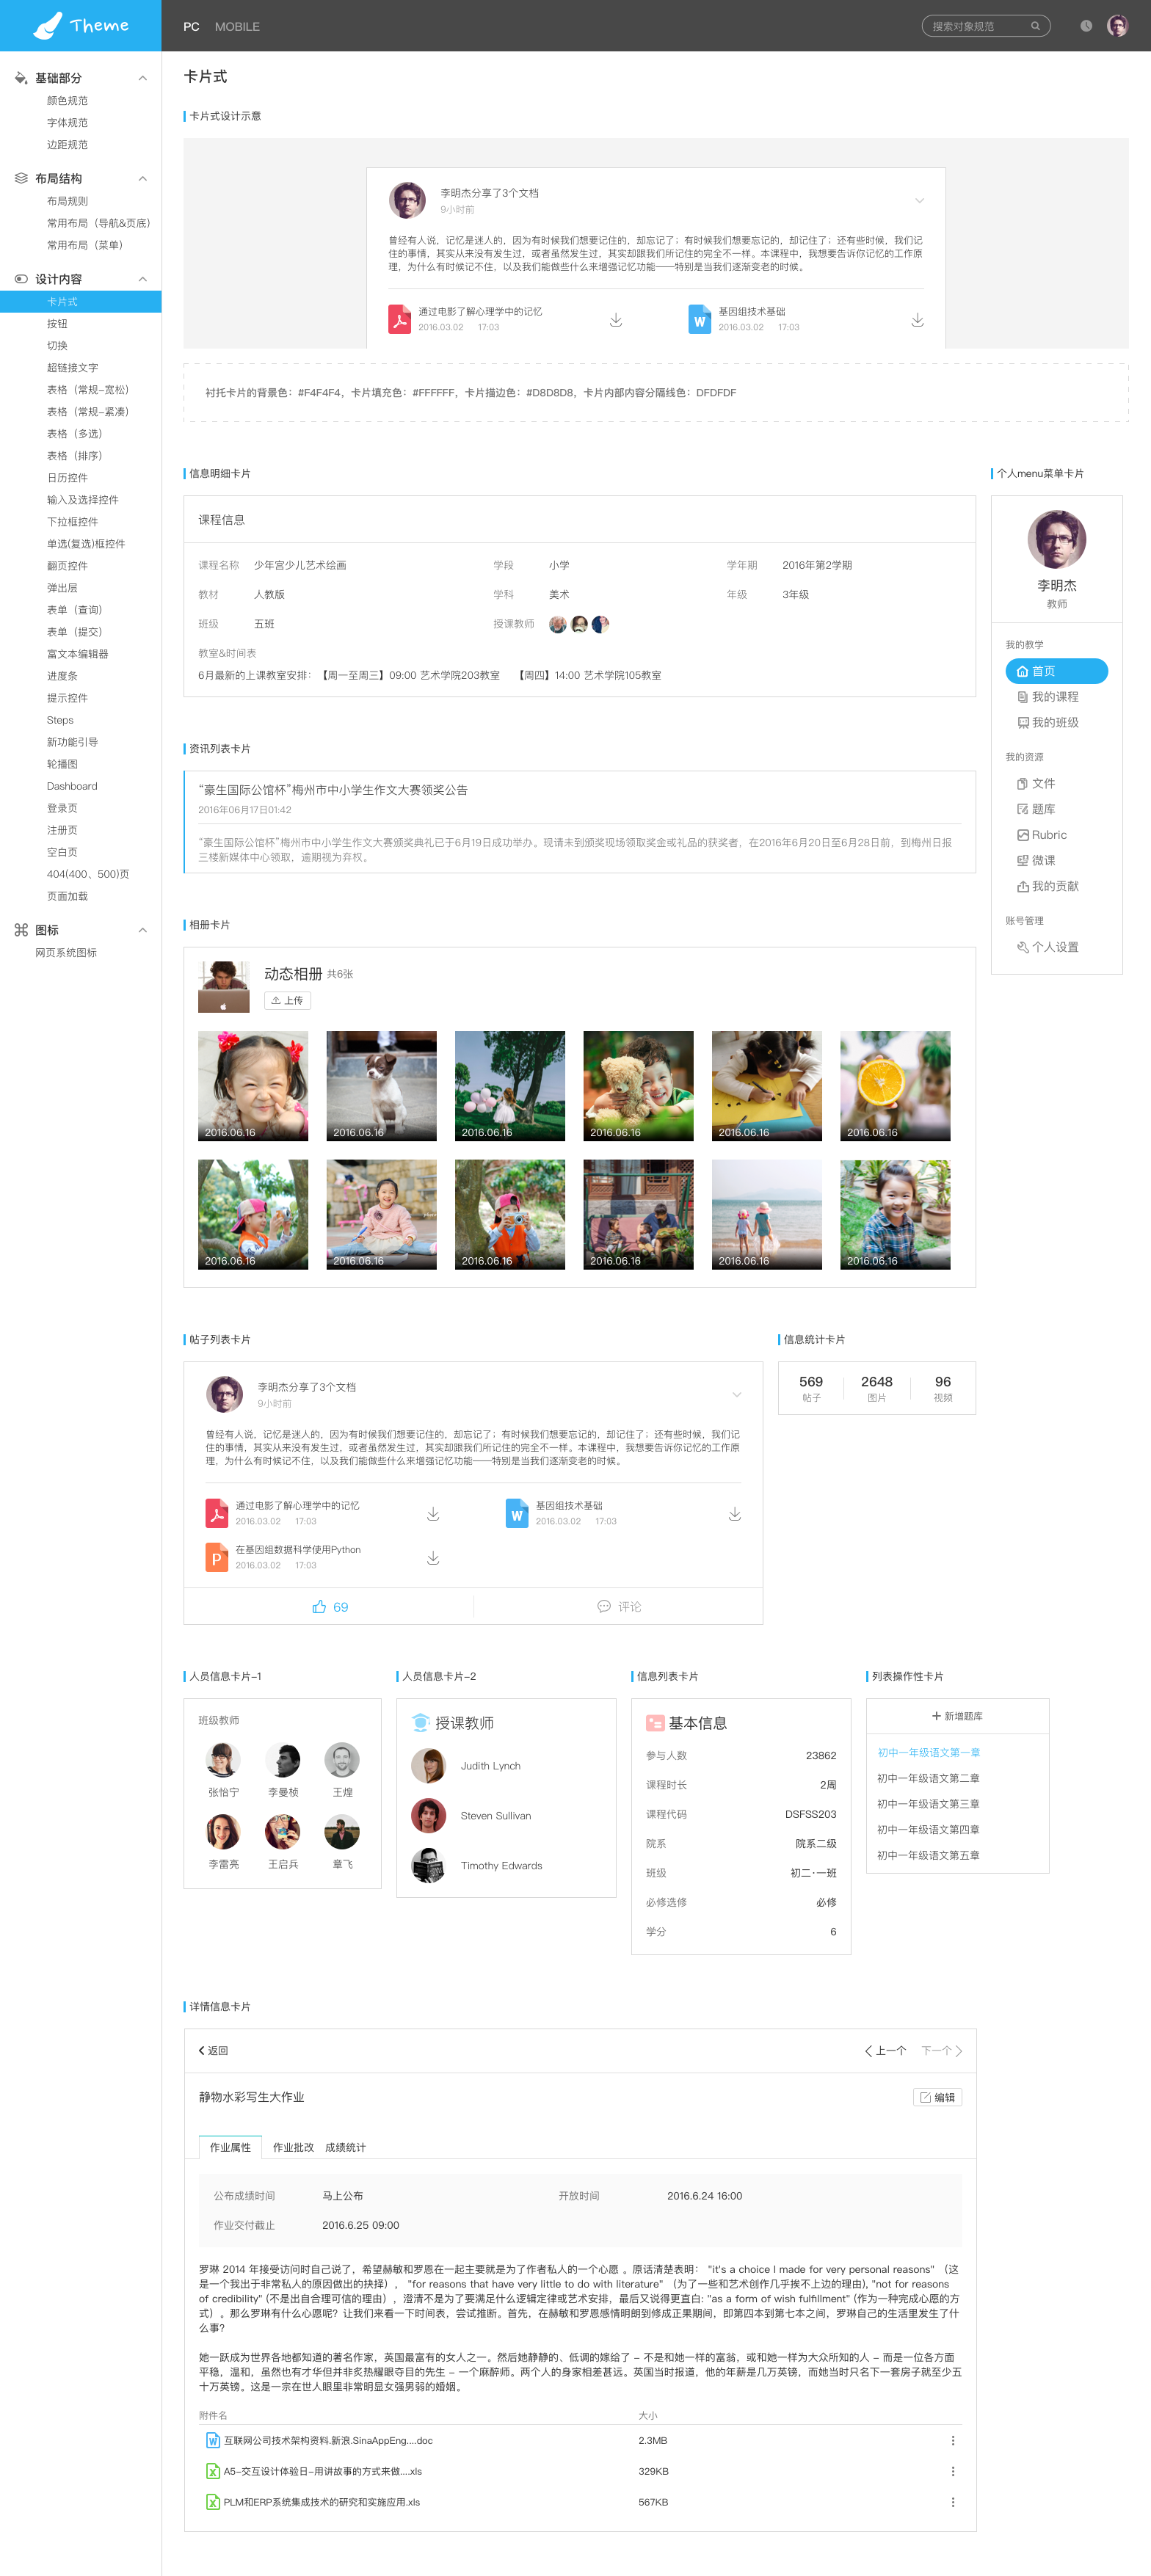 Theme
PC
MOBILE
搜索对象规范
基础部分
颜色规范
字体规范
边距规范
布局结构
布局规则
常用布局（导航&页底）
常用布局（菜单）
设计内容
卡片式
按钮
切换
超链接文字
表格（常规-宽松）
表格（常规-紧凑）
表格（多选）
表格（排序）
日历控件
输入及选择控件
下拉框控件
单选(复选)框控件
翻页控件
弹出层
表单（查询）
表单（提交）
富文本编辑器
进度条
提示控件
Steps
新功能引导
轮播图
Dashboard
登录页
注册页
空白页
404(400、500)页
页面加载
图标
网页系统图标
卡片式
卡片式设计示意
李明杰分享了3个文档
9小时前
曾经有人说，记忆是迷人的，因为有时候我们想要记住的，却忘记了；有时候我们想要忘记的，却记住了；还有些时候，我们记
住的事情，其实从来没有发生过，或者虽然发生过，其实却跟我们所记住的完全不一样。本课程中，我想要告诉你记忆的工作原
理，为什么有时候记不住，以及我们能做些什么来增强记忆功能——特别是当我们逐渐变老的时候。
通过电影了解心理学中的记忆
2016.03.02 17:03
W
基因组技术基础
2016.03.02 17:03
衬托卡片的背景色：#F4F4F4，卡片填充色：#FFFFFF，卡片描边色：#D8D8D8，卡片内部内容分隔线色：DFDFDF
信息明细卡片
课程信息
课程名称 少年宫少儿艺术绘画 学段 小学 学年期 2016年第2学期
教材 人教版 学科 美术 年级 3年级
班级 五班 授课教师
教室&时间表
6月最新的上课教室安排：【周一至周三】09:00 艺术学院203教室 【周四】14:00 艺术学院105教室
个人menu菜单卡片
李明杰
教师
我的教学
首页
我的课程
我的班级
我的资源
文件
题库
Rubric
微课
我的贡献
账号管理
个人设置
资讯列表卡片
“豪生国际公馆杯”梅州市中小学生作文大赛领奖公告
2016年06月17日01:42
“豪生国际公馆杯”梅州市中小学生作文大赛颁奖典礼已于6月19日成功举办。现请未到颁奖现场领取奖金或礼品的获奖者，在2016年6月20日至6月28日前，到梅州日报
三楼新媒体中心领取，逾期视为弃权。
相册卡片
动态相册 共6张
上传
2016.06.16 2016.06.16 2016.06.16 2016.06.16 2016.06.16 2016.06.16
2016.06.16 2016.06.16 2016.06.16 2016.06.16 2016.06.16 2016.06.16
帖子列表卡片
李明杰分享了3个文档
9小时前
曾经有人说，记忆是迷人的，因为有时候我们想要记住的，却忘记了；有时候我们想要忘记的，却记住了；还有些时候，我们记
住的事情，其实从来没有发生过，或者虽然发生过，其实却跟我们所记住的完全不一样。本课程中，我想要告诉你记忆的工作原
理，为什么有时候记不住，以及我们能做些什么来增强记忆功能——特别是当我们逐渐变老的时候。
通过电影了解心理学中的记忆
2016.03.02 17:03
W
基因组技术基础
2016.03.02 17:03
P
在基因组数据科学使用Python
2016.03.02 17:03
69
评论
信息统计卡片
569 2648 96
帖子 图片 视频
人员信息卡片-1
班级教师
张怡宁 李曼桢 王煌
李雷亮 王启兵 章飞
人员信息卡片-2
授课教师
Judith Lynch
Steven Sullivan
Timothy Edwards
信息列表卡片
基本信息
参与人数 23862
课程时长 2周
课程代码 DSFSS203
院系 院系二级
班级 初二·一班
必修选修 必修
学分 6
列表操作性卡片
新增题库
初中一年级语文第一章
初中一年级语文第二章
初中一年级语文第三章
初中一年级语文第四章
初中一年级语文第五章
详情信息卡片
返回
上一个 下一个
静物水彩写生大作业
编辑
作业属性 作业批改 成绩统计
公布成绩时间 马上公布 开放时间 2016.6.24 16:00
作业交付截止 2016.6.25 09:00
罗琳 2014 年接受访问时自己说了，希望赫敏和罗恩在一起主要就是为了作者私人的一个心愿 。原话清楚表明： "it's a choice I made for very personal reasons" （这
是一个我出于非常私人的原因做出的抉择）， "for reasons that have very little to do with literature" （为了一些和艺术创作几乎挨不上边的理由), "not for reasons
of credibility" (不是出自合理可信的理由），澄清不是为了要满足什么逻辑定律或艺术安排，最后又说得更直白: "as a form of wish fulfillment" (作为一种完成心愿的方
式）。那么罗琳有什么心愿呢？让我们来看一下时间表，尝试推断。首先，在赫敏和罗恩感情明朗到修成正果期间，即第四本到第七本之间，罗琳自己的生活里发生了什
么事？
她一跃成为世界各地都知道的著名作家，英国最富有的女人之一。然后她静静的、低调的嫁给了 - 不是和她一样的富翁，或和她一样为大众所知的人 - 而是一位各方面
平稳，温和，虽然也有才华但并非炙热耀眼夺目的先生 - 一个麻醉师。两个人的身家相差甚远。英国当时报道，他的年薪是几万英镑，而她当时只名下一套房子就至少五
十万英镑。这是一宗在世人眼里非常明显女强男弱的婚姻。
附件名 大小
互联网公司技术架构资料.新浪.SinaAppEng....doc 2.3MB
A5-交互设计体验日-用讲故事的方式来做....xls 329KB
PLM和ERP系统集成技术的研究和实施应用.xls 567KB